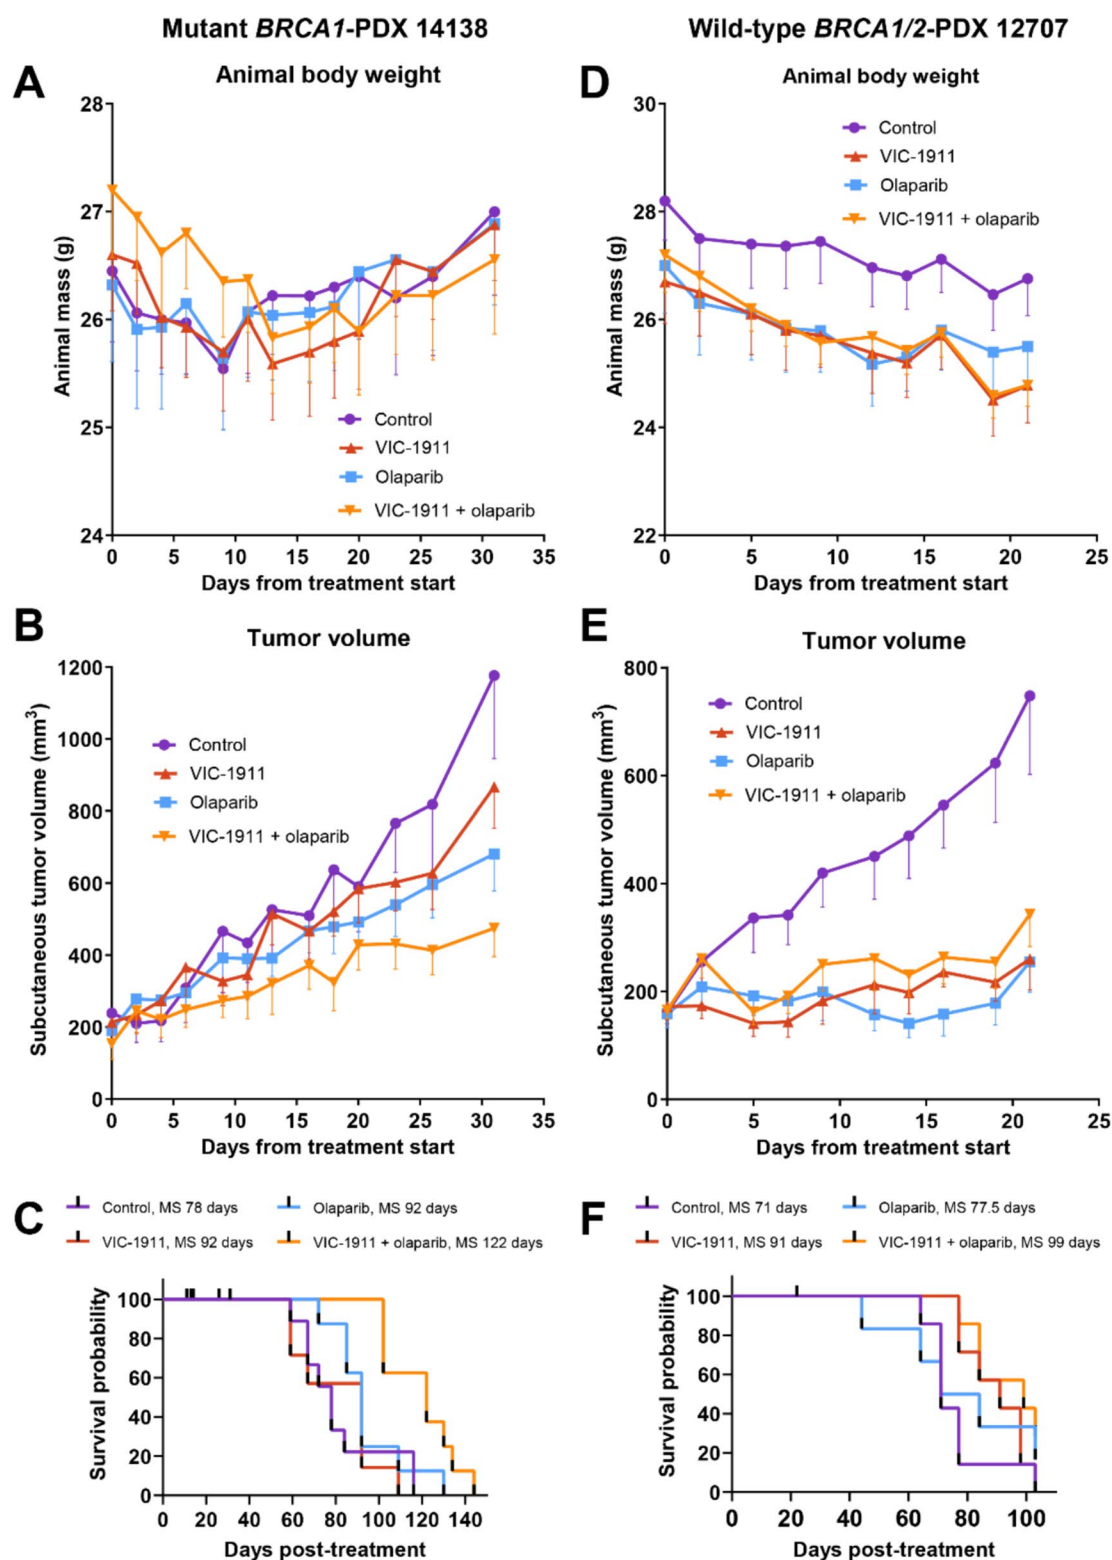 Mutant BRCA1-PDX 14138
Wild-type BRCA1/2-PDX 12707
A
Animal body weight
28
27
26
25
24
Animal mass (g)
Control
VIC-1911
Olaparib
VIC-1911 + olaparib
0 5 10 15 20 25 30 35
Days from treatment start
D
Animal body weight
30
28
26
24
22
Animal mass (g)
Control
VIC-1911
Olaparib
VIC-1911 + olaparib
0 5 10 15 20 25
Days from treatment start
B
Tumor volume
1200
1000
800
600
400
200
0
Subcutaneous tumor volume (mm³)
Control
VIC-1911
Olaparib
VIC-1911 + olaparib
0 5 10 15 20 25 30 35
Days from treatment start
E
Tumor volume
800
600
400
200
0
Subcutaneous tumor volume (mm³)
Control
VIC-1911
Olaparib
VIC-1911 + olaparib
0 5 10 15 20 25
Days from treatment start
C
Control, MS 78 days
Olaparib, MS 92 days
VIC-1911, MS 92 days
VIC-1911 + olaparib, MS 122 days
100
80
60
40
20
0
Survival probability
0 20 40 60 80 100 120 140
Days post-treatment
F
Control, MS 71 days
Olaparib, MS 77.5 days
VIC-1911, MS 91 days
VIC-1911 + olaparib, MS 99 days
100
80
60
40
20
0
Survival probability
0 20 40 60 80 100
Days post-treatment